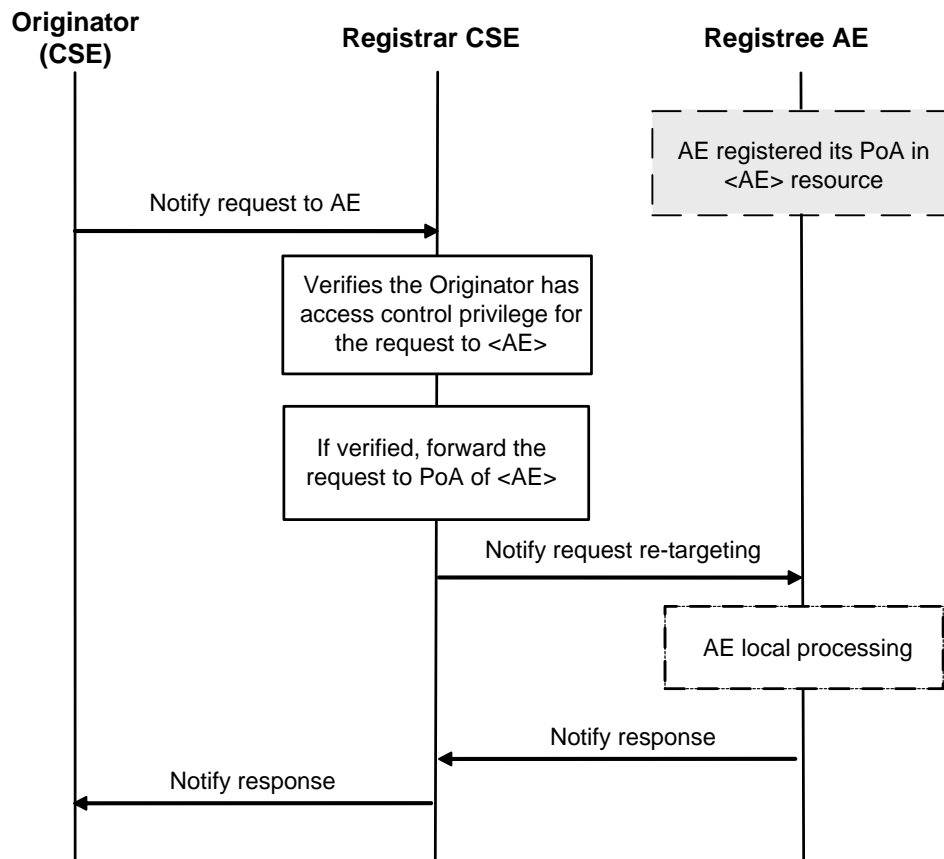 Originator
(CSE)
Registrar CSE
Registree AE
AE registered its PoA in
<AE> resource
Notify request to AE
Verifies the Originator has
access control privilege for
the request to <AE>
If verified, forward the
request to PoA of <AE>
Notify request re-targeting
AE local processing
Notify response
Notify response